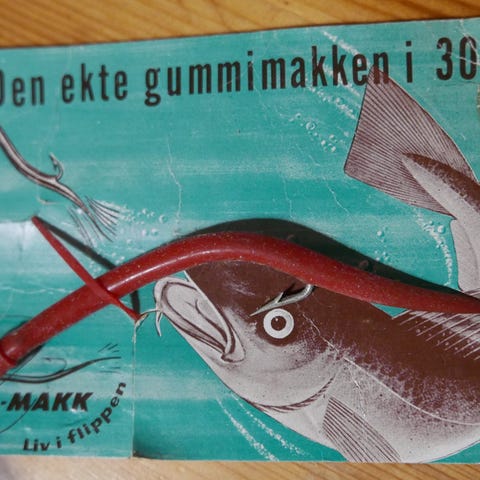 Den ekte gummimakken i 30
-MAKK
Liv i flippen